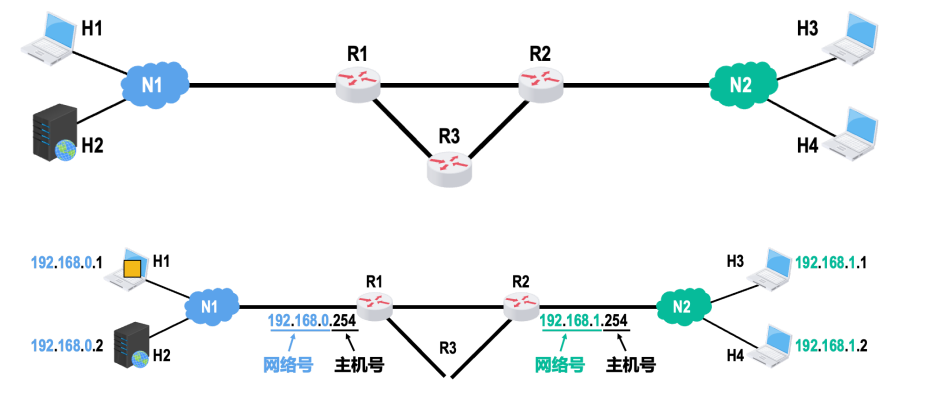 H1
H3
R1
R2
N1
N2
R3
H2
H4
192.168.0.1
H1
H3
192.168.1.1
R1
R2
N1
N2
192.168.0.254
192.168.1.254
192.168.0.2
H2
R3
H4
192.168.1.2
网络号 主机号
网络号 主机号